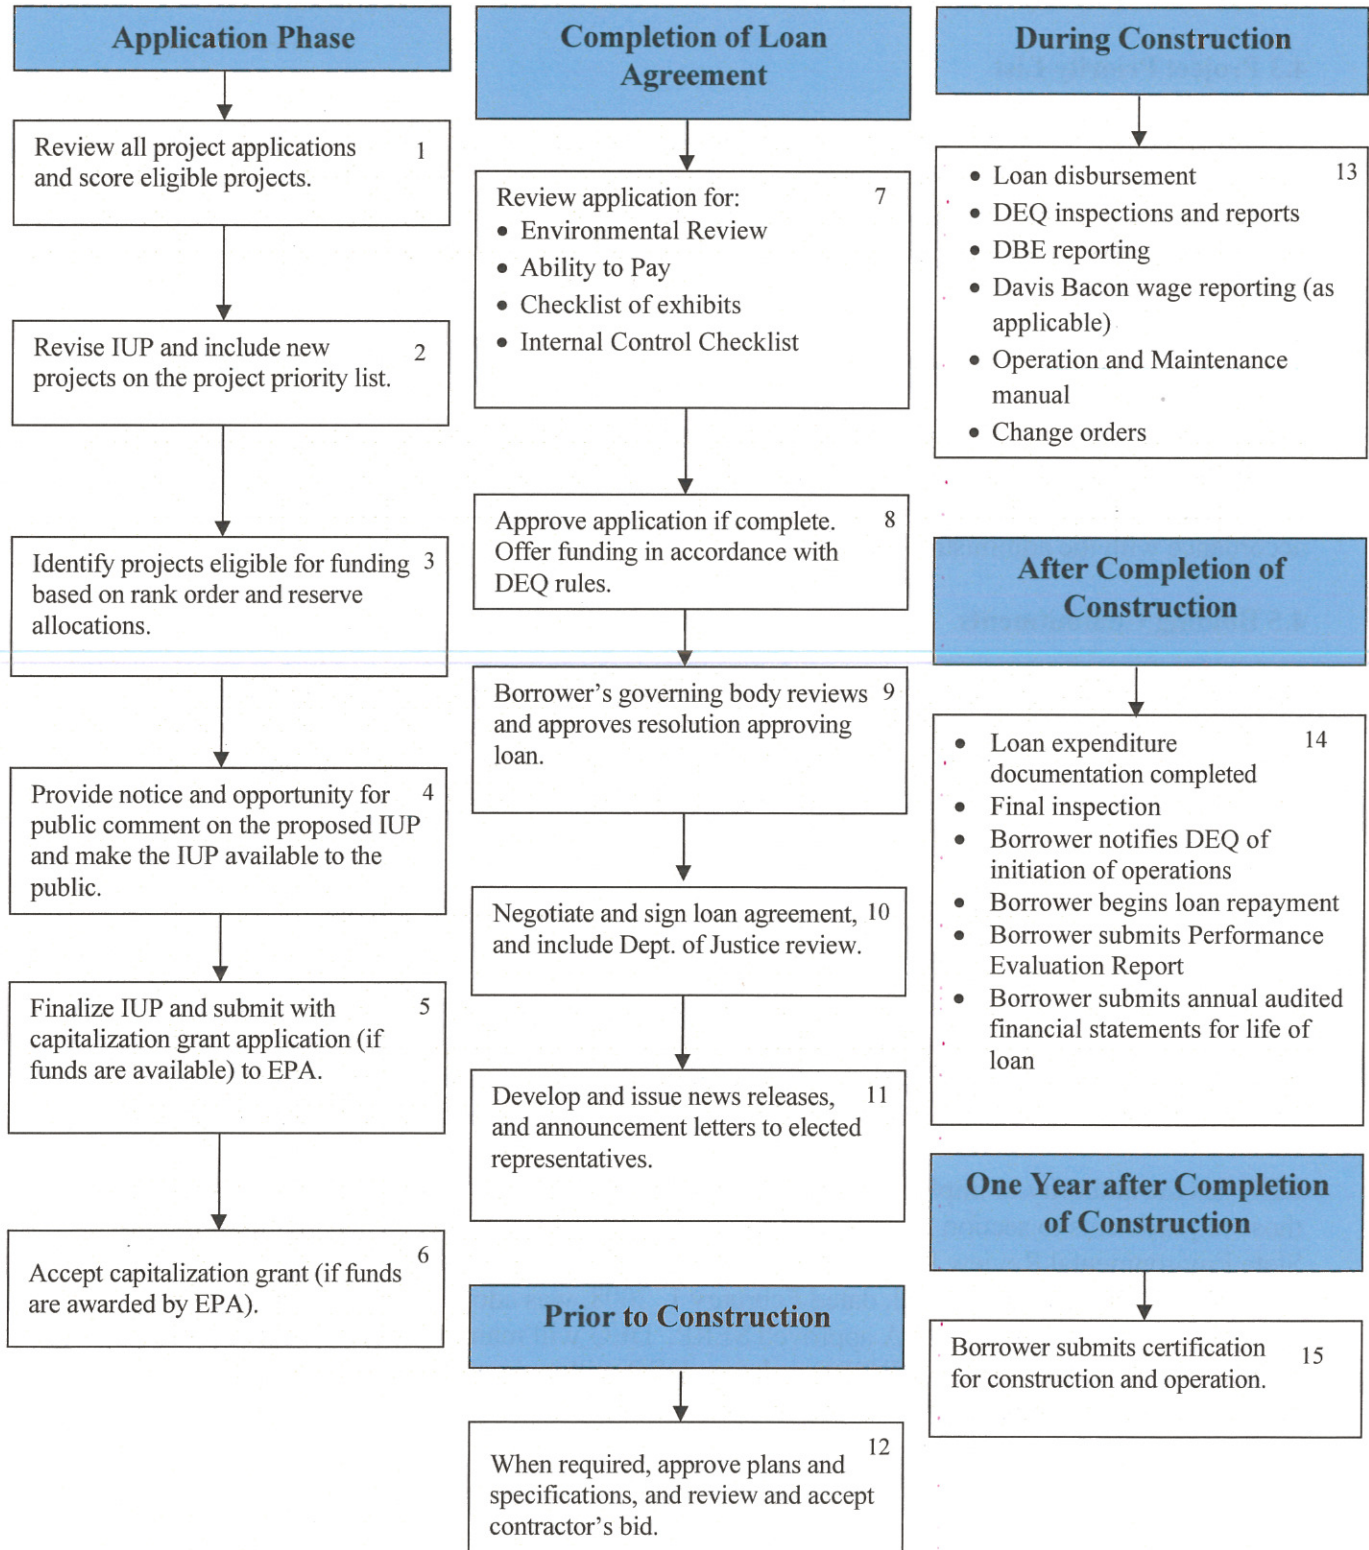 Application Phase
Review all project applications 1
and score eligible projects.
Revise IUP and include new 2
projects on the project priority list.
Identify projects eligible for funding 3
based on rank order and reserve
allocations.
Provide notice and opportunity for 4
public comment on the proposed IUP
and make the IUP available to the
public.
Finalize IUP and submit with 5
capitalization grant application (if
funds are available) to EPA.
6
Accept capitalization grant (if funds
are awarded by EPA).
Completion of Loan
Agreement
Review application for: 7
• Environmental Review
• Ability to Pay
• Checklist of exhibits
• Internal Control Checklist
Approve application if complete. 8
Offer funding in accordance with
DEQ rules.
Borrower’s governing body reviews 9
and approves resolution approving
loan.
Negotiate and sign loan agreement, 10
and include Dept. of Justice review.
Develop and issue news releases, 11
and announcement letters to elected
representatives.
Prior to Construction
12
When required, approve plans and
specifications, and review and accept
contractor’s bid.
During Construction
• Loan disbursement 13
• DEQ inspections and reports
• DBE reporting
• Davis Bacon wage reporting (as
applicable)
• Operation and Maintenance
manual
• Change orders
After Completion of
Construction
• Loan expenditure 14
documentation completed
• Final inspection
• Borrower notifies DEQ of
initiation of operations
• Borrower begins loan repayment
• Borrower submits Performance
Evaluation Report
• Borrower submits annual audited
financial statements for life of
loan
One Year after Completion
of Construction
Borrower submits certification 15
for construction and operation.